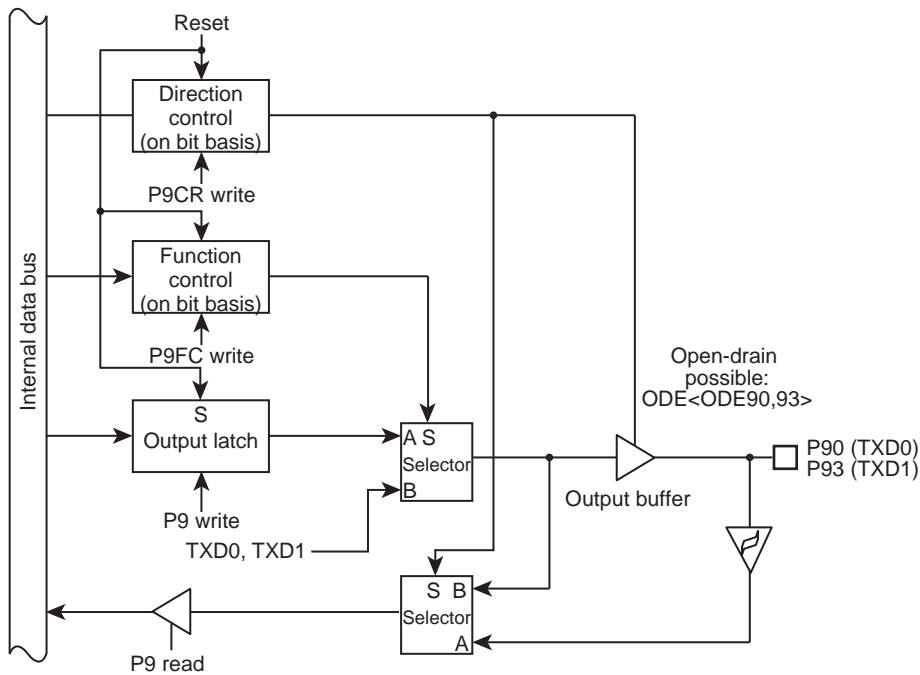 Reset
Direction
control
(on bit basis)
P9CR write
Internal data bus
Function
control
(on bit basis)
P9FC write
Open-drain
possible:
ODE<ODE90,93>
S
Output latch
A S
Selector
B
P90 (TXD0)
P93 (TXD1)
Output buffer
P9 write
TXD0, TXD1
S B
Selector
A
P9 read